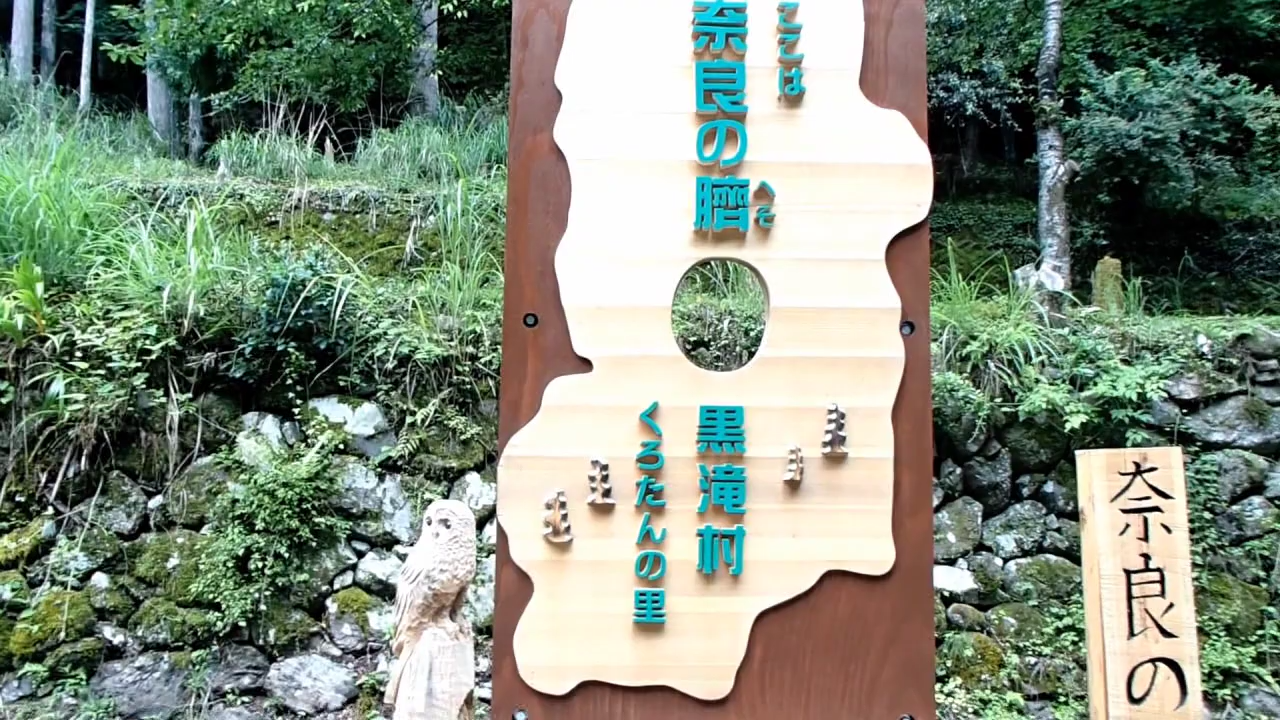 ここは
奈良の臍
へそ
黒滝村
くろたんの里
奈良の